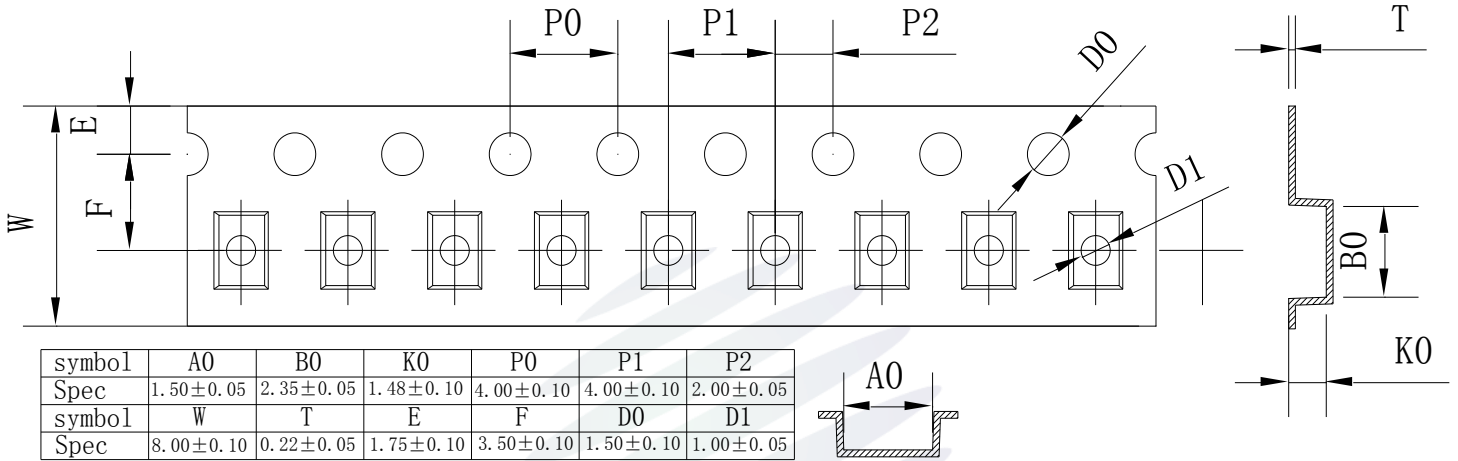 P0 P1 P2 T
D0
E
D1
F
W
B0
K0
A0
symbol A0 B0 K0 P0 P1 P2
Spec 1.50±0.05 2.35±0.05 1.48±0.10 4.00±0.10 4.00±0.10 2.00±0.05
symbol W T E F D0 D1
Spec 8.00±0.10 0.22±0.05 1.75±0.10 3.50±0.10 1.50±0.10 1.00±0.05